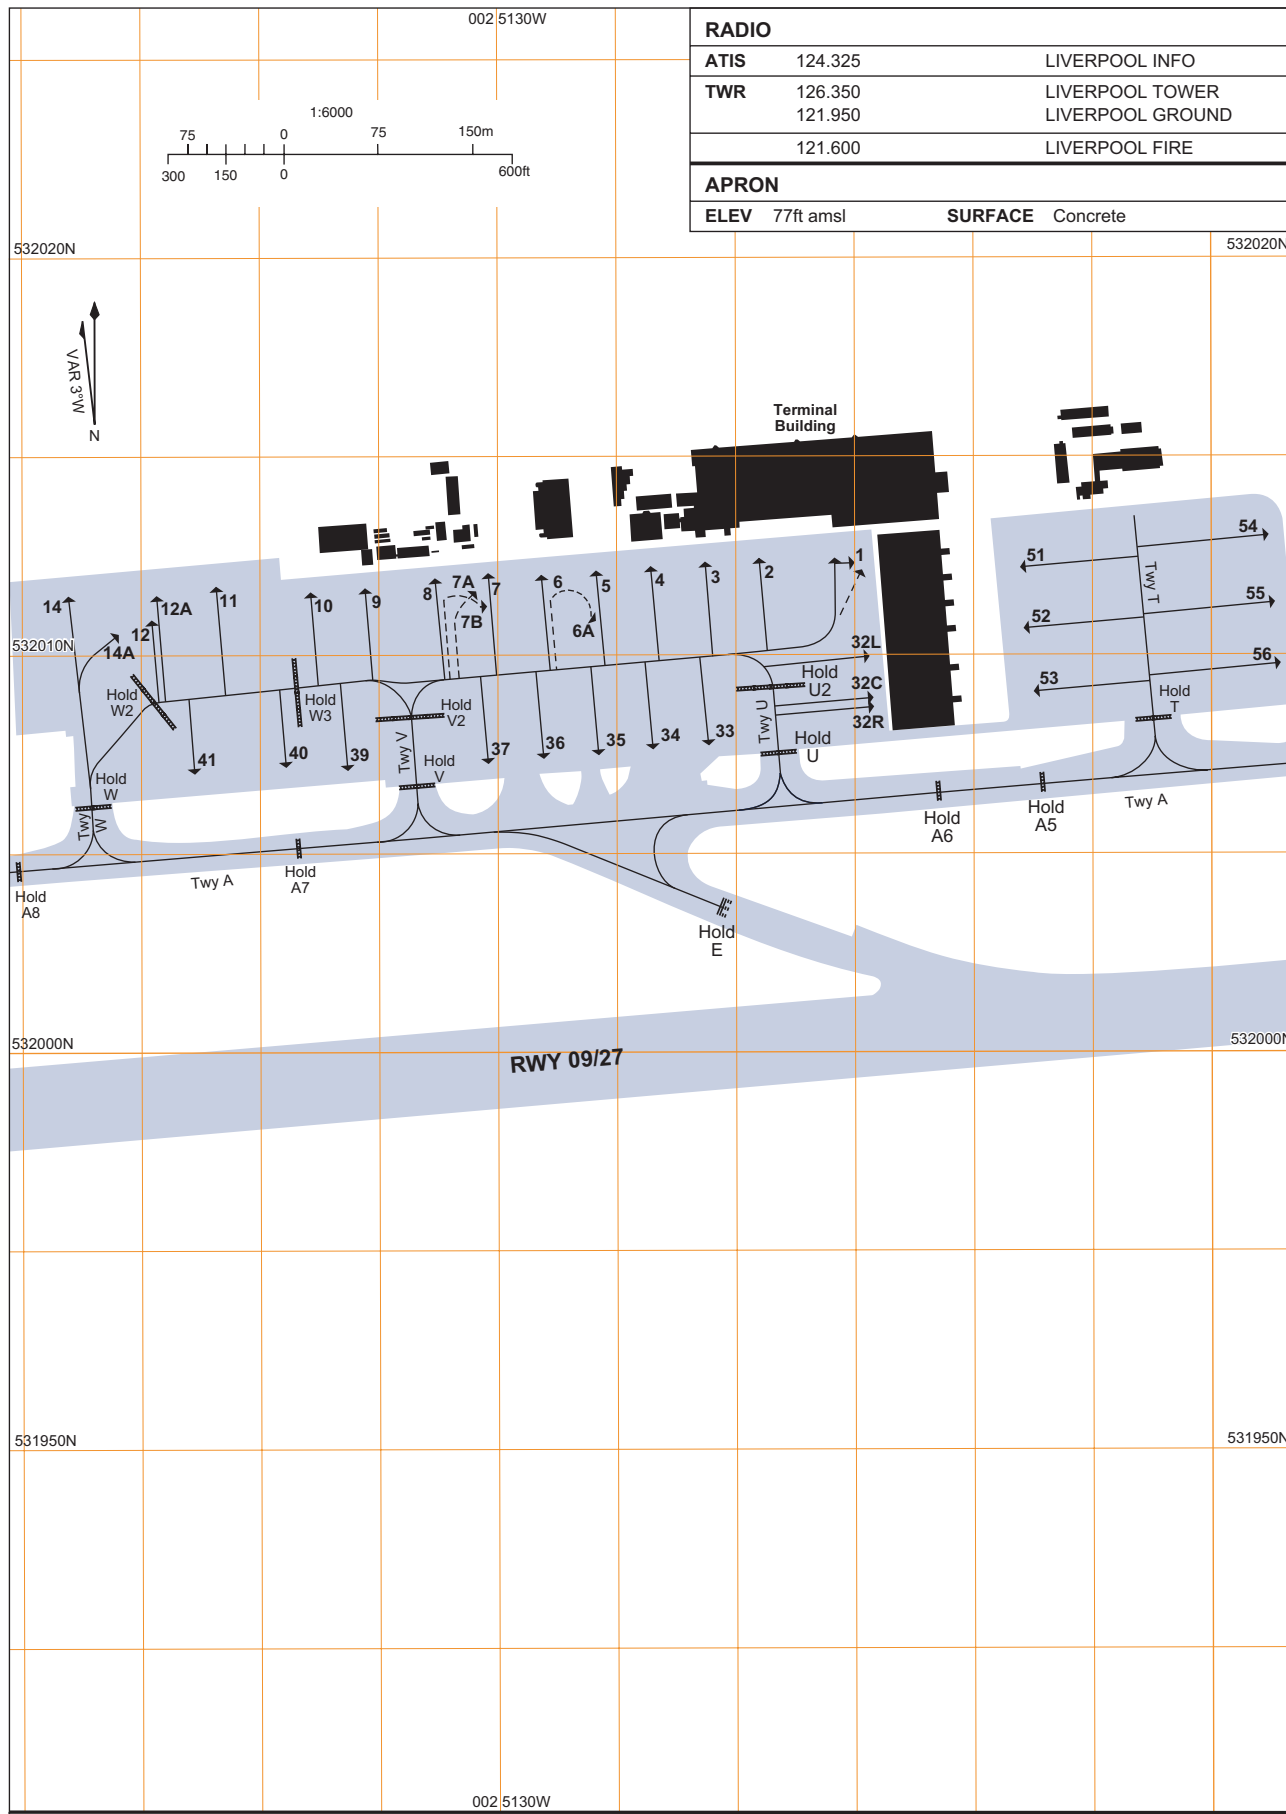 002 5130W
RADIO
ATIS 124.325 LIVERPOOL INFO
TWR 126.350 LIVERPOOL TOWER
121.950 LIVERPOOL GROUND
121.600 LIVERPOOL FIRE
APRON
ELEV 77ft amsl SURFACE Concrete
1:6000
75 0 75 150m
300 150 0 600ft
532020N 532020N
VAR 3°W
N
Terminal
Building
14
12
12A
14A
11
10
9
8
7A
7
7B
6
6A
5
4
3
2
1
51
52
53
54
55
56
Twy T
Hold
T
532010N
32L
32C
32R
Hold
U2
Twy U
Hold
U
Hold
W2
Hold
W3
Hold
V2
Twy V
Hold
V
41
40
39
37
36
35
34
33
Hold
W
Twy
W
Hold
A8
Twy A
Hold
A7
Hold
E
Hold
A6
Hold
A5
Twy A
532000N 532000N
RWY 09/27
531950N 531950N
002 5130W